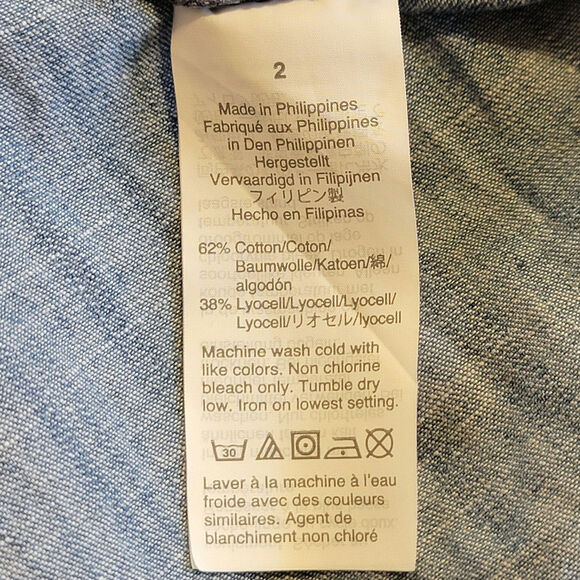 2
Made in Philippines
Fabriqué aux Philippines
in Den Philippinen
Hergestellt
Vervaardigd in Filipijnen
フィリピン製
Hecho en Filipinas
62% Cotton/Coton/
Baumwolle/Katoen/綿/
algodón
38% Lyocell/Lyocell/Lyocell/
Lyocell/リオセル/lyocell
Machine wash cold with
like colors. Non chlorine
bleach only. Tumble dry
low. Iron on lowest setting.
30
Laver à la machine à l'eau
froide avec des couleurs
similaires. Agent de
blanchiment non chloré